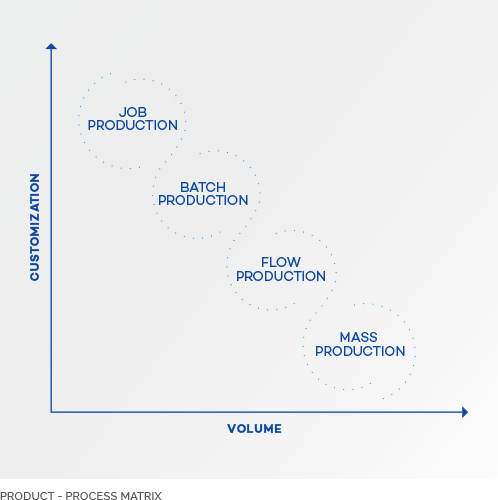 JOB
PRODUCTION
BATCH
PRODUCTION
FLOW
PRODUCTION
MASS
PRODUCTION
CUSTOMIZATION
VOLUME
PRODUCT - PROCESS MATRIX